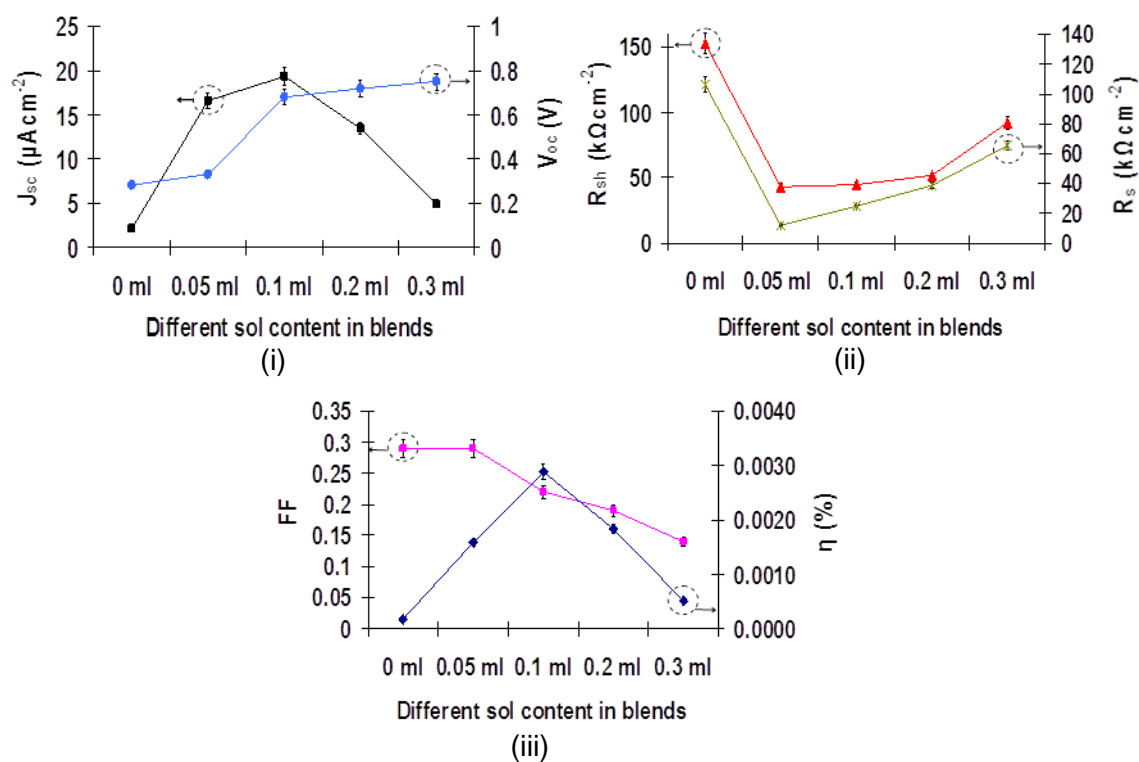 25
20
15
10
5
0
J_sc (μAcm⁻²)
1
0.8
0.6
0.4
0.2
0
V_oc (V)
0 ml 0.05 ml 0.1 ml 0.2 ml 0.3 ml
Different sol content in blends
(i)
150
100
50
0
R_sh (kΩcm⁻²)
140
120
100
80
60
40
20
0
R_s (kΩcm⁻²)
0 ml 0.05 ml 0.1 ml 0.2 ml 0.3 ml
Different sol content in blends
(ii)
0.35
0.3
0.25
0.2
0.15
0.1
0.05
0
FF
0.0040
0.0030
0.0020
0.0010
0.0000
η (%)
0 ml 0.05 ml 0.1 ml 0.2 ml 0.3 ml
Different sol content in blends
(iii)